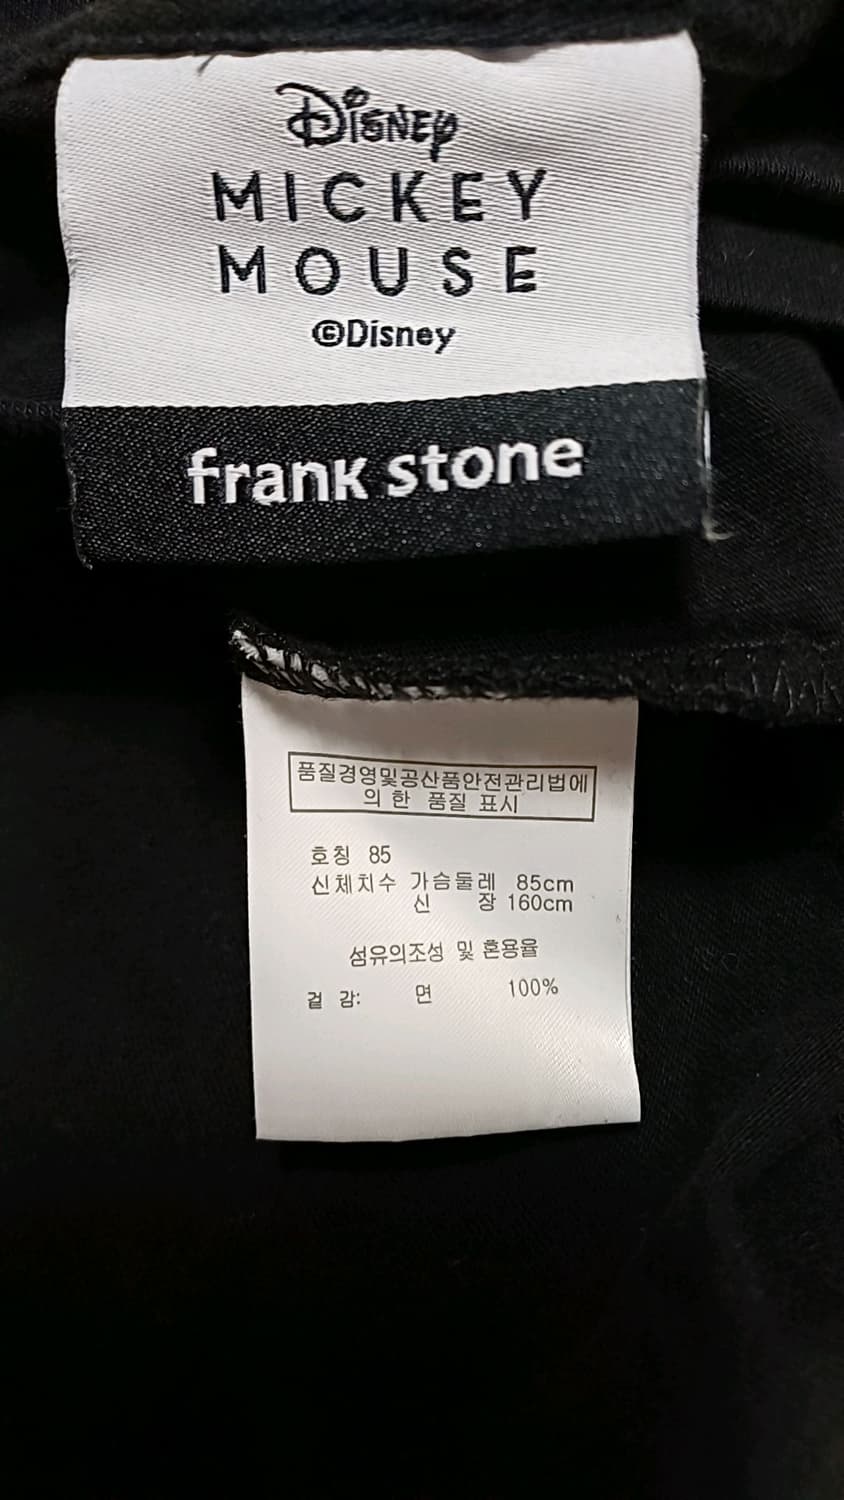 Disney
MICKEY
MOUSE
©Disney
frank stone
품질경영및공산품안전관리법에
의 한 품질 표시
호칭 85
신체치수 가슴둘레 85cm
신 장 160cm
섬유의조성 및 혼용율
겉 감: 면 100%